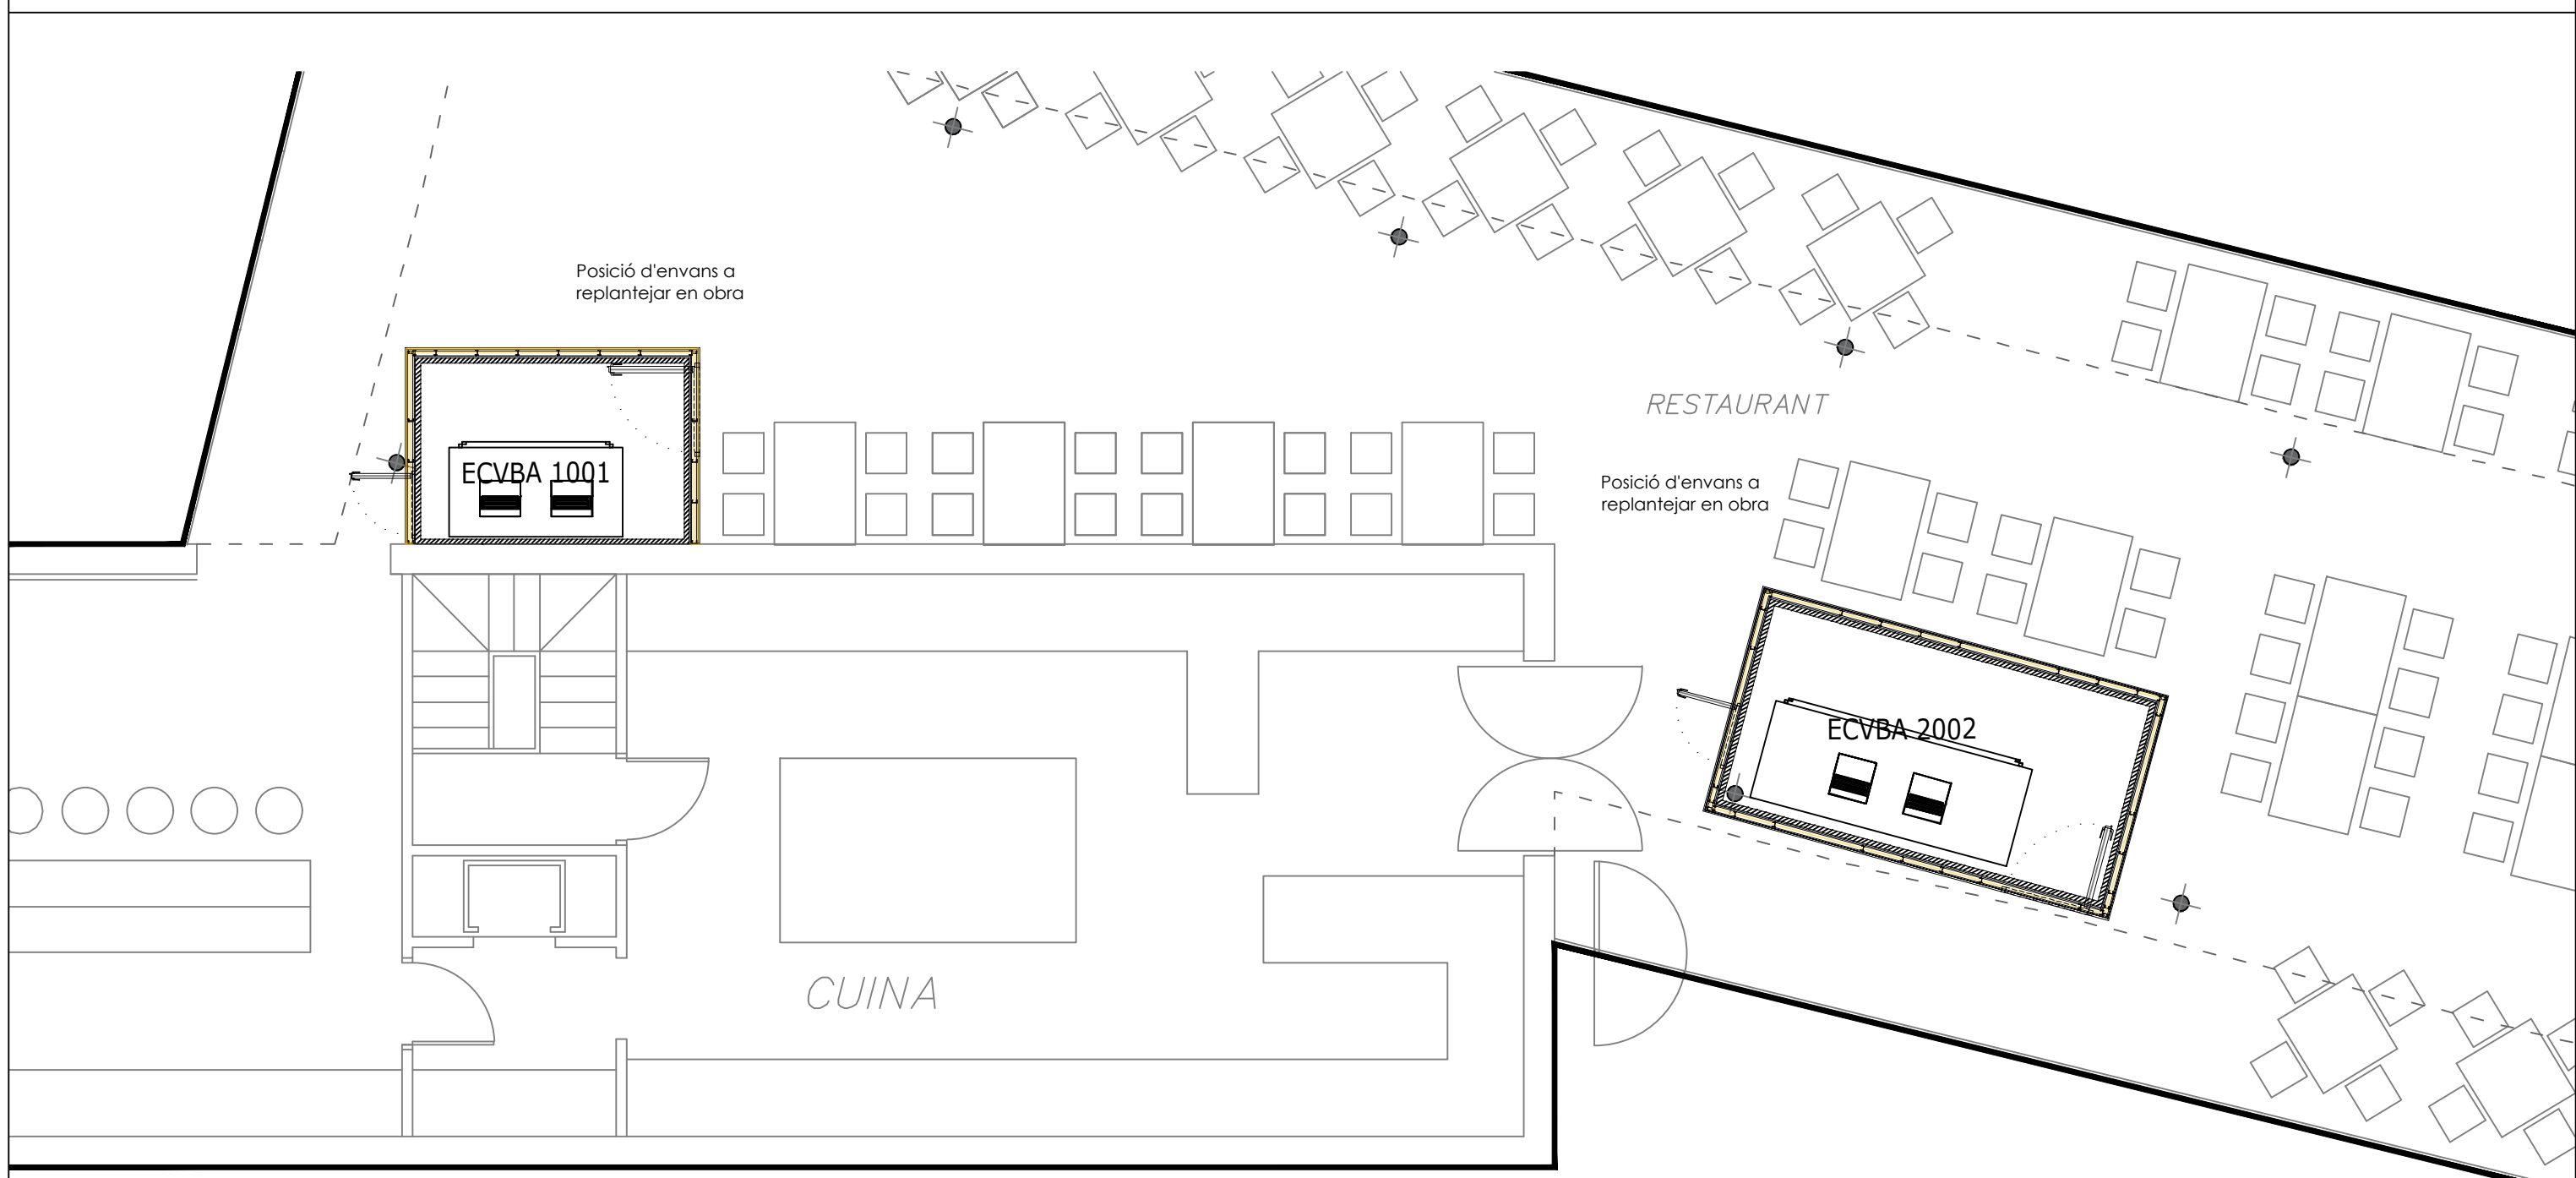 Posició d'envans a
replantejar en obra
ECVBA 1001
RESTAURANT
Posició d'envans a
replantejar en obra
ECVBA 2002
CUINA